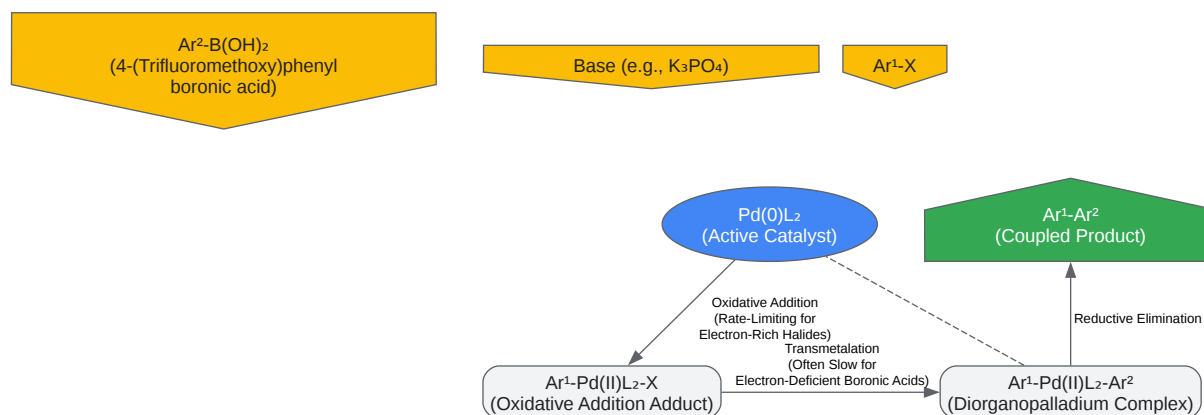 Ar²-B(OH)₂
(4-(Trifluoromethoxy)phenyl
boronic acid)
Base (e.g., K₃PO₄)
Ar¹-X
Pd(0)L₂
(Active Catalyst)
Ar¹-Ar²
(Coupled Product)
Oxidative Addition
(Rate-Limiting for
Electron-Rich Halides)
Reductive Elimination
Transmetalation
(Often Slow for
Electron-Deficient Boronic Acids)
Ar¹-Pd(II)L₂-X
(Oxidative Addition Adduct)
Ar¹-Pd(II)L₂-Ar²
(Diorganopalladium Complex)